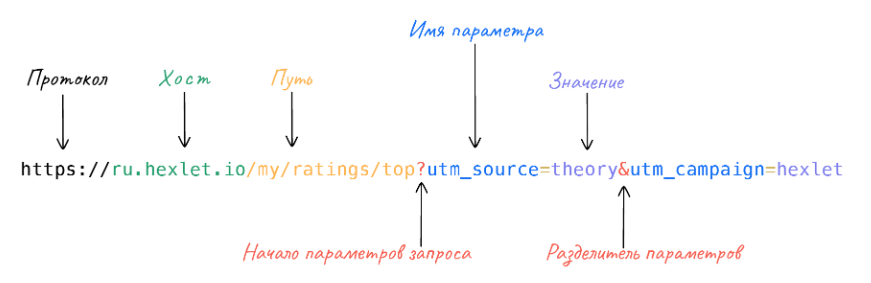 Имя параметра
Протокол Хост Путь Значение
https://ru.hexlet.io/my/ratings/top?utm_source=theory&utm_campaign=hexlet
Начало параметров запроса Разделитель параметров